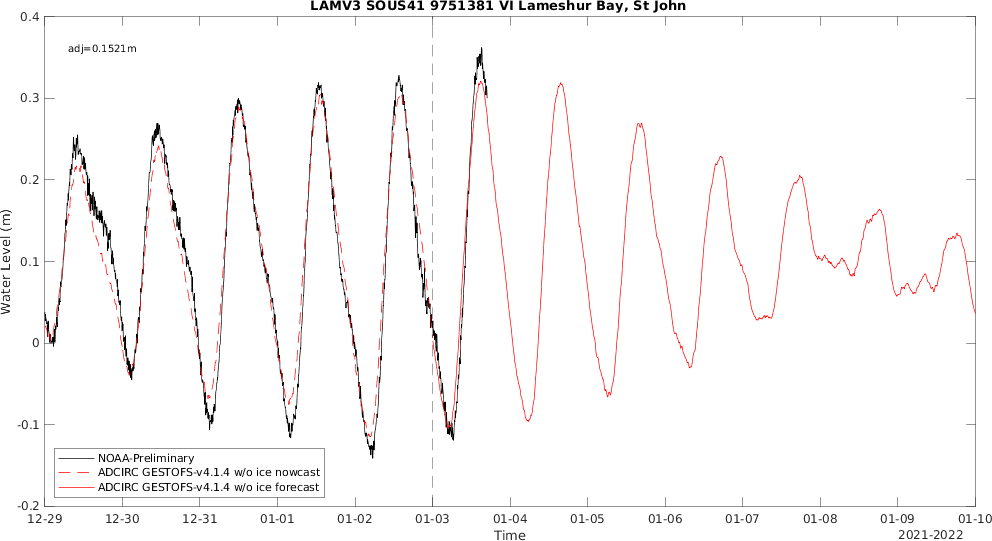 LAMV3 SOUS41 9751381 VI Lameshur Bay, St John
adj=0.1521m
Water Level (m)
0.4
0.3
0.2
0.1
0
-0.1
-0.2
NOAA-Preliminary
ADCIRC GESTOFS-v4.1.4 w/o ice nowcast
ADCIRC GESTOFS-v4.1.4 w/o ice forecast
12-29 12-30 12-31 01-01 01-02 01-03 01-04 01-05 01-06 01-07 01-08 01-09 01-10
Time
2021-2022